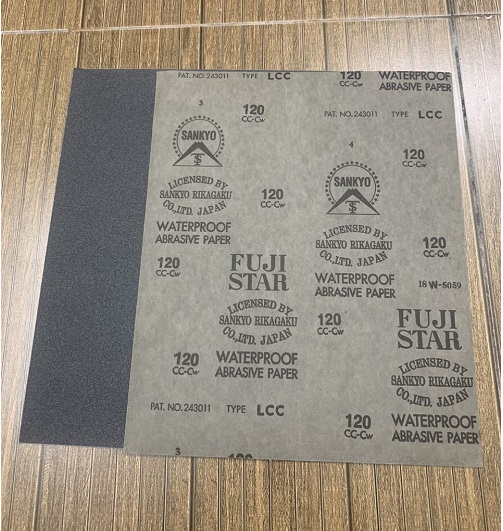 PAT. NO. 243011 TYPE LCC
120 WATERPROOF
CC-Cw ABRASIVE PAPER
3
120
CC-Cw
PAT. NO. 243011 TYPE LCC
SANKYO
$
4
120
CC-Cw
SANKYO
$
LICENSED BY
SANKYO RIKAGAKU
CO.,LTD. JAPAN
120
CC-Cw
WATERPROOF
ABRASIVE PAPER
LICENSED BY
SANKYO RIKAGAKU
CO.,LTD. JAPAN
120
CC-Cw
120
CC-Cw
FUJI
STAR
WATERPROOF
ABRASIVE PAPER
18 W-5059
LICENSED BY
SANKYO RIKAGAKU
CO.,LTD. JAPAN
120
CC-Cw
FUJI
STAR
120
CC-Cw
WATERPROOF
ABRASIVE PAPER
LICENSED BY
SANKYO RIKAGAKU
CO.,LTD. JAPAN
PAT. NO. 243011 TYPE LCC
120
CC-Cw
WATERPROOF
ABRASIVE PAPER
3
120